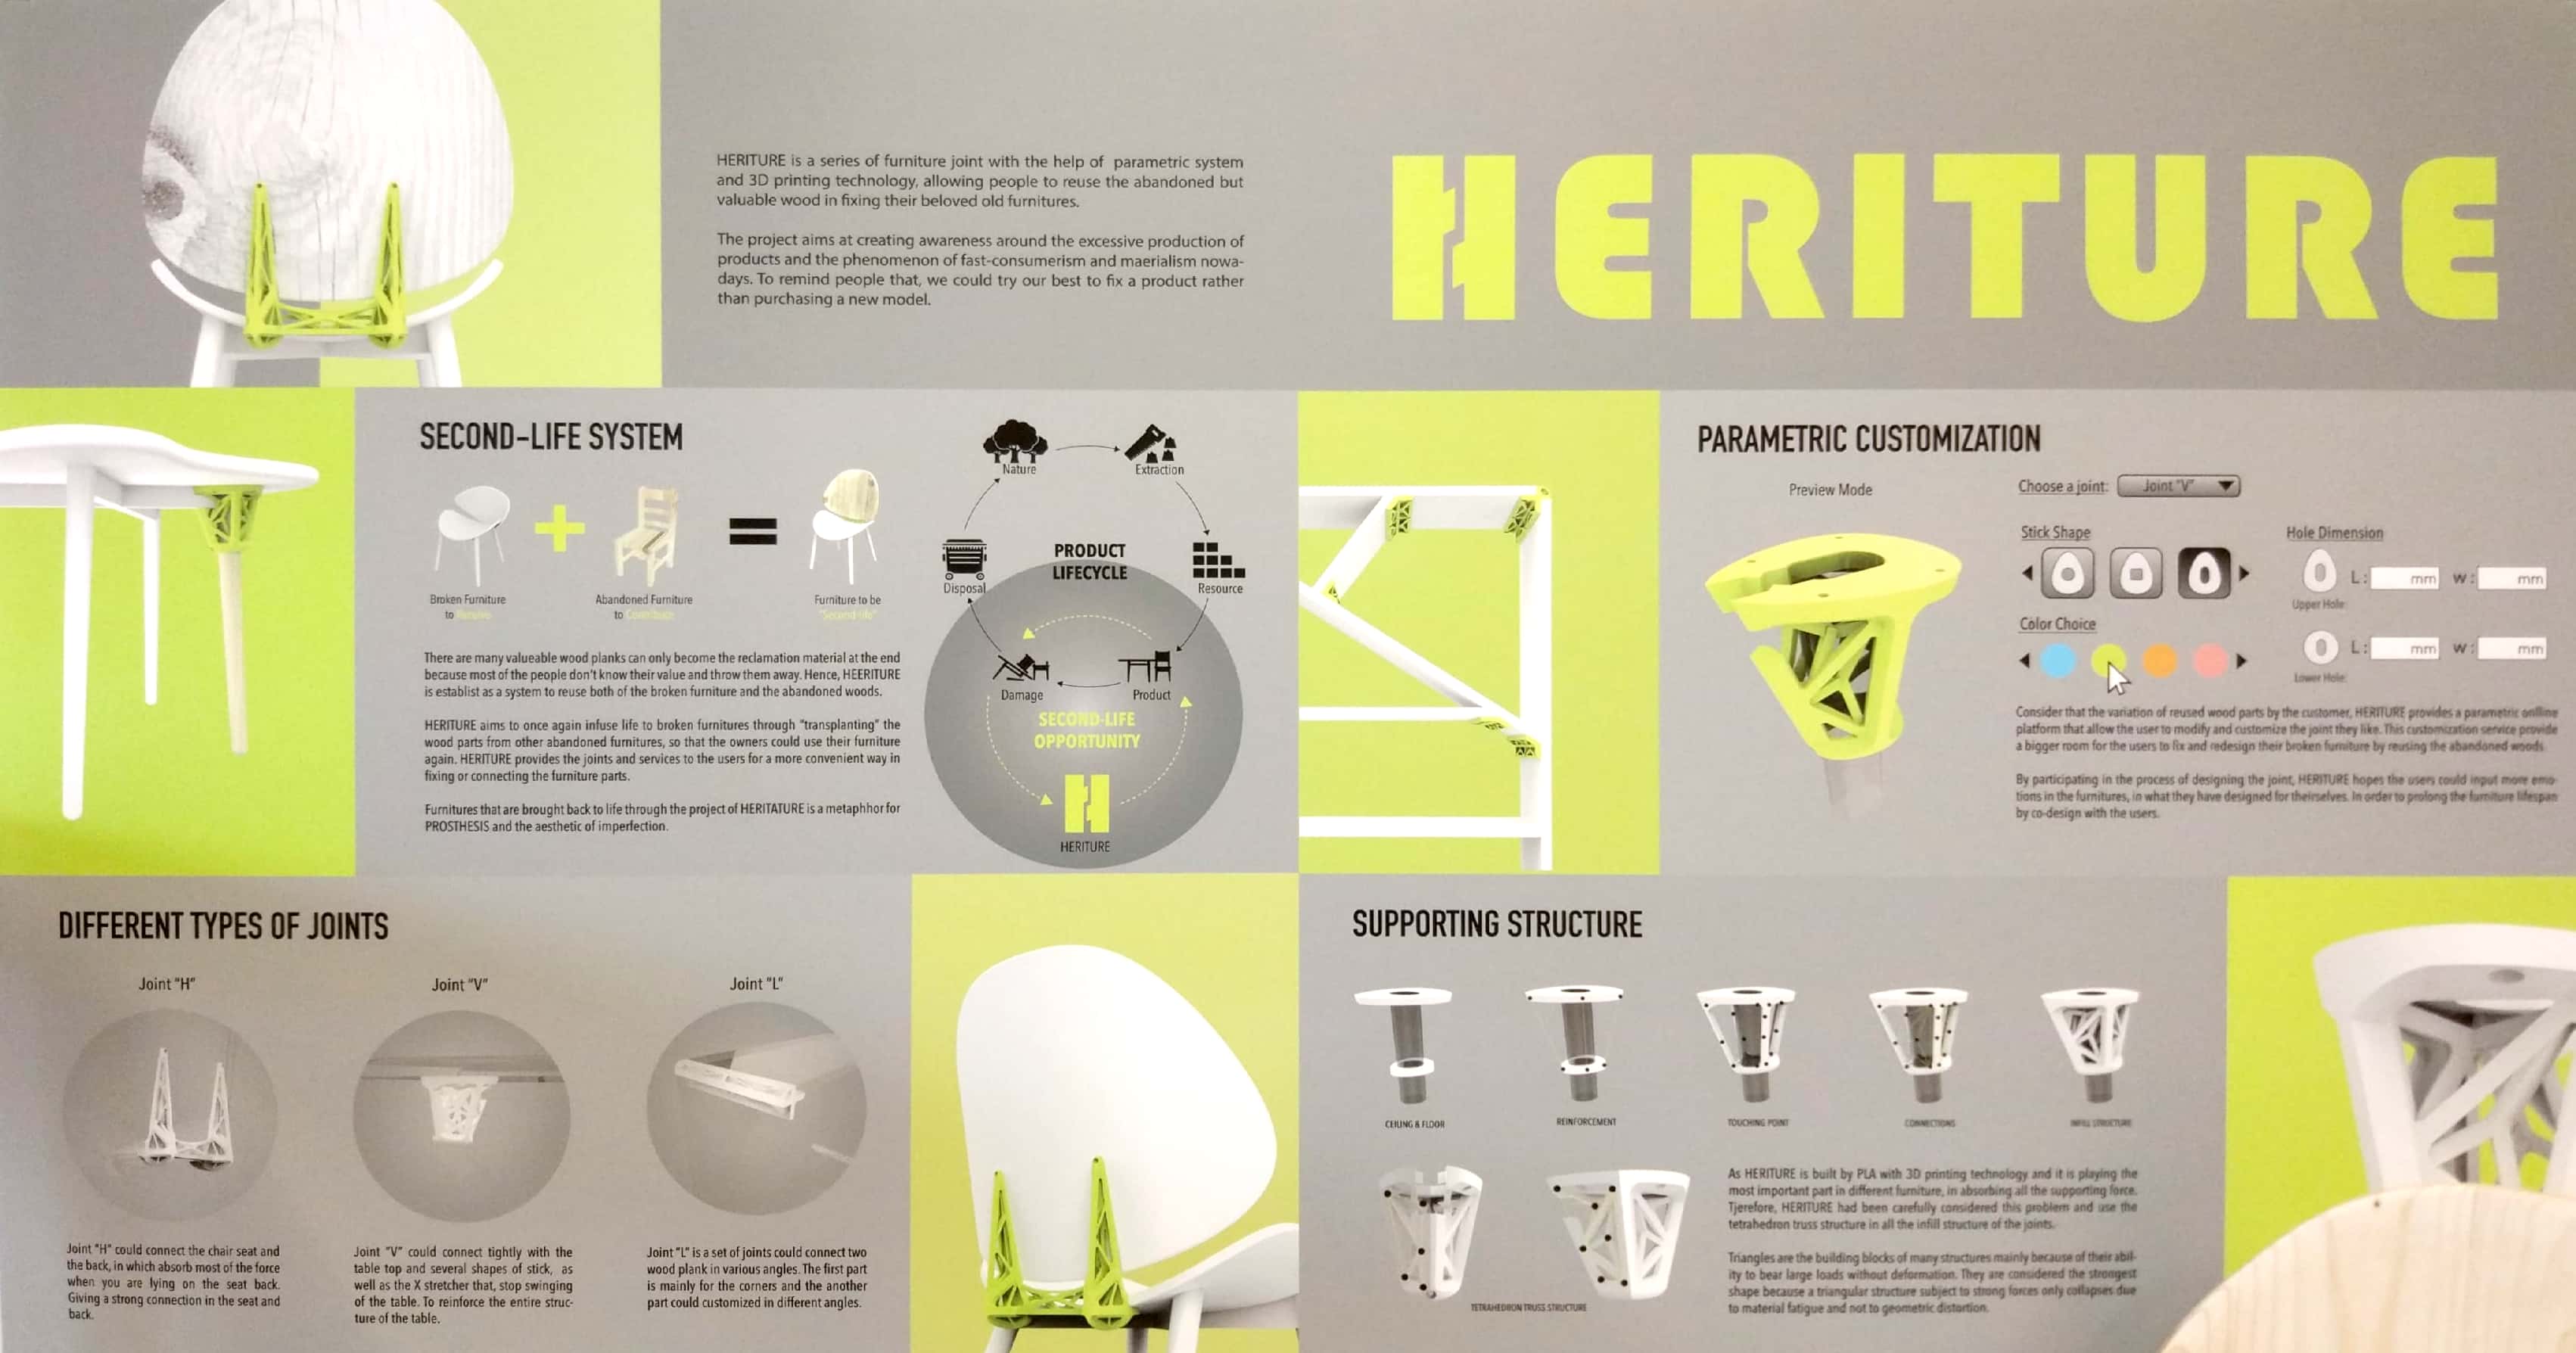 HERITURE is a series of furniture joint with the help of parametric system
and 3D printing technology, allowing people to reuse the abandoned but
valuable wood in fixing their beloved old furnitures.
The project aims at creating awareness around the excessive production of
products and the phenomenon of fast-consumerism and maerialism nowa-
days. To remind people that, we could try our best to fix a product rather
than purchasing a new model.
HERITURE
SECOND-LIFE SYSTEM
Broken Furniture
to
Abandoned Furniture
to Contribute
Furniture to be
"Second-life"
There are many valueable wood planks can only become the reclamation material at the end
because most of the people don't know their value and throw them away. Hence, HEERITURE
is establist as a system to reuse both of the broken furniture and the abandoned woods.
HERITURE aims to once again infuse life to broken furnitures through "transplanting" the
wood parts from other abandoned furnitures, so that the owners could use their furniture
again. HERITURE provides the joints and services to the users for a more convenient way in
fixing or connecting the furniture parts.
Furnitures that are brought back to life through the project of HERITATURE is a metaphhor for
PROSTHESIS and the aesthetic of imperfection.
Nature
Extraction
PRODUCT
LIFECYCLE
Disposal
Resource
Damage
Product
SECOND-LIFE
OPPORTUNITY
HERITURE
PARAMETRIC CUSTOMIZATION
Preview Mode
Choose a joint: Joint "V"
Stick Shape
Hole Dimension
L: mm W: mm
Upper Hole
Color Choice
L: mm W: mm
Lower Hole
Consider that the variation of reused wood parts by the customer, HERITURE provides a parametric onlline
platform that allow the user to modify and customize the joint they like. This customization service provide
a bigger room for the users to fix and redesign their broken furniture by reusing the abandoned woods.
By participating in the process of designing the joint, HERITURE hopes the users could input more emo-
tions in the furnitures, in what they have designed for theirselves. In order to prolong the furniture lifespan
by co-design with the users.
DIFFERENT TYPES OF JOINTS
Joint "H"
Joint "V"
Joint "L"
Joint "H" could connect the chair seat and
the back, in which absorb most of the force
when you are lying on the seat back.
Giving a strong connection in the seat and
back.
Joint "V" could connect tightly with the
table top and several shapes of stick, as
well as the X stretcher that, stop swinging
of the table. To reinforce the entire struc-
ture of the table.
Joint "L" is a set of joints could connect two
wood plank in various angles. The first part
is mainly for the corners and the another
part could customized in different angles.
SUPPORTING STRUCTURE
CEILING & FLOOR
REINFORCEMENT
TOUCHING POINT
CONNECTIONS
INFILL STRUCTURE
TETRAHEDRON TRUSS STRUCTURE
As HERITURE is built by PLA with 3D printing technology and it is playing the
most important part in different furniture, in absorbing all the supporting force.
Tjerefore, HERITURE had been carefully considered this problem and use the
tetrahedron truss structure in all the infill structure of the joints.
Triangles are the building blocks of many structures mainly because of their abil-
ity to bear large loads without deformation. They are considered the strongest
shape because a triangular structure subject to strong forces only collapses due
to material fatigue and not to geometric distortion.